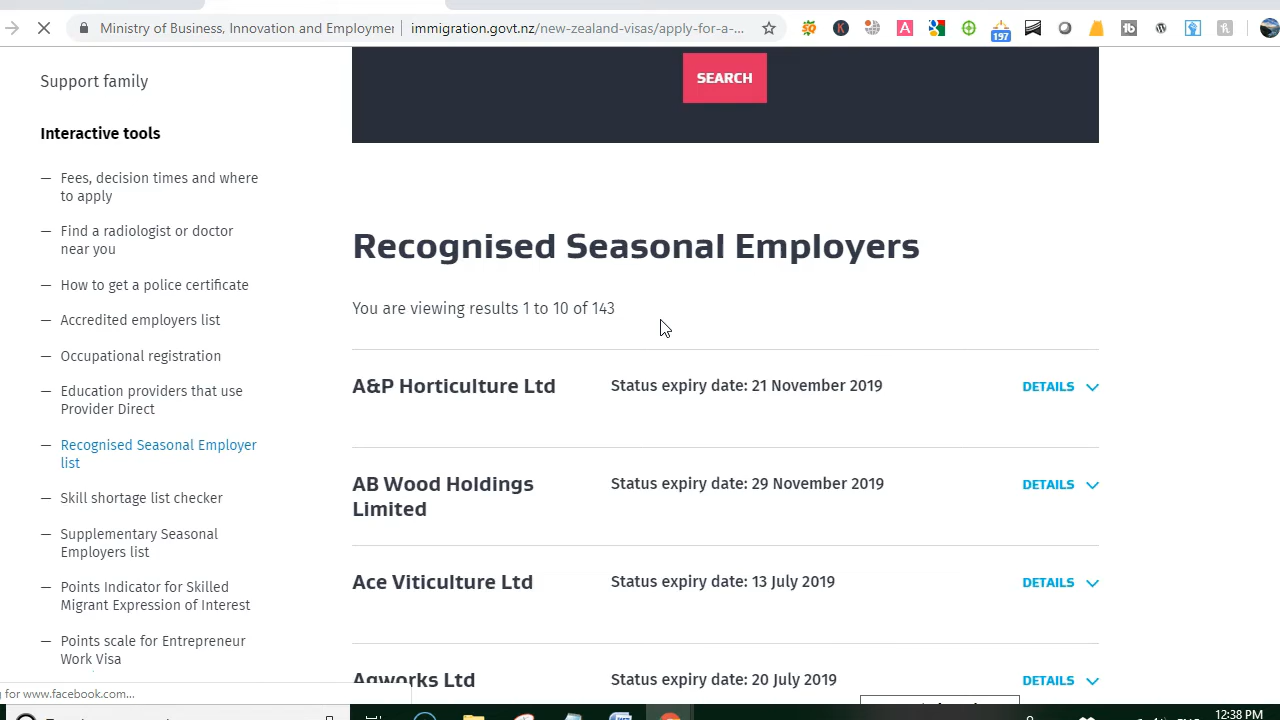 Ministry of Business, Innovation and Employmer
immigration.govt.nz/new-zealand-visas/apply-for-a-...
197
SEARCH
Support family
Interactive tools
— Fees, decision times and where
to apply
— Find a radiologist or doctor
near you
— How to get a police certificate
— Accredited employers list
— Occupational registration
— Education providers that use
Provider Direct
— Recognised Seasonal Employer
list
— Skill shortage list checker
— Supplementary Seasonal
Employers list
— Points Indicator for Skilled
Migrant Expression of Interest
— Points scale for Entrepreneur
Work Visa
Recognised Seasonal Employers
You are viewing results 1 to 10 of 143
A&P Horticulture Ltd
Status expiry date: 21 November 2019
DETAILS
AB Wood Holdings
Limited
Status expiry date: 29 November 2019
DETAILS
Ace Viticulture Ltd
Status expiry date: 13 July 2019
DETAILS
Agworks Ltd
Status expiry date: 20 July 2019
DETAILS
g for www.facebook.com...
12:38 PM